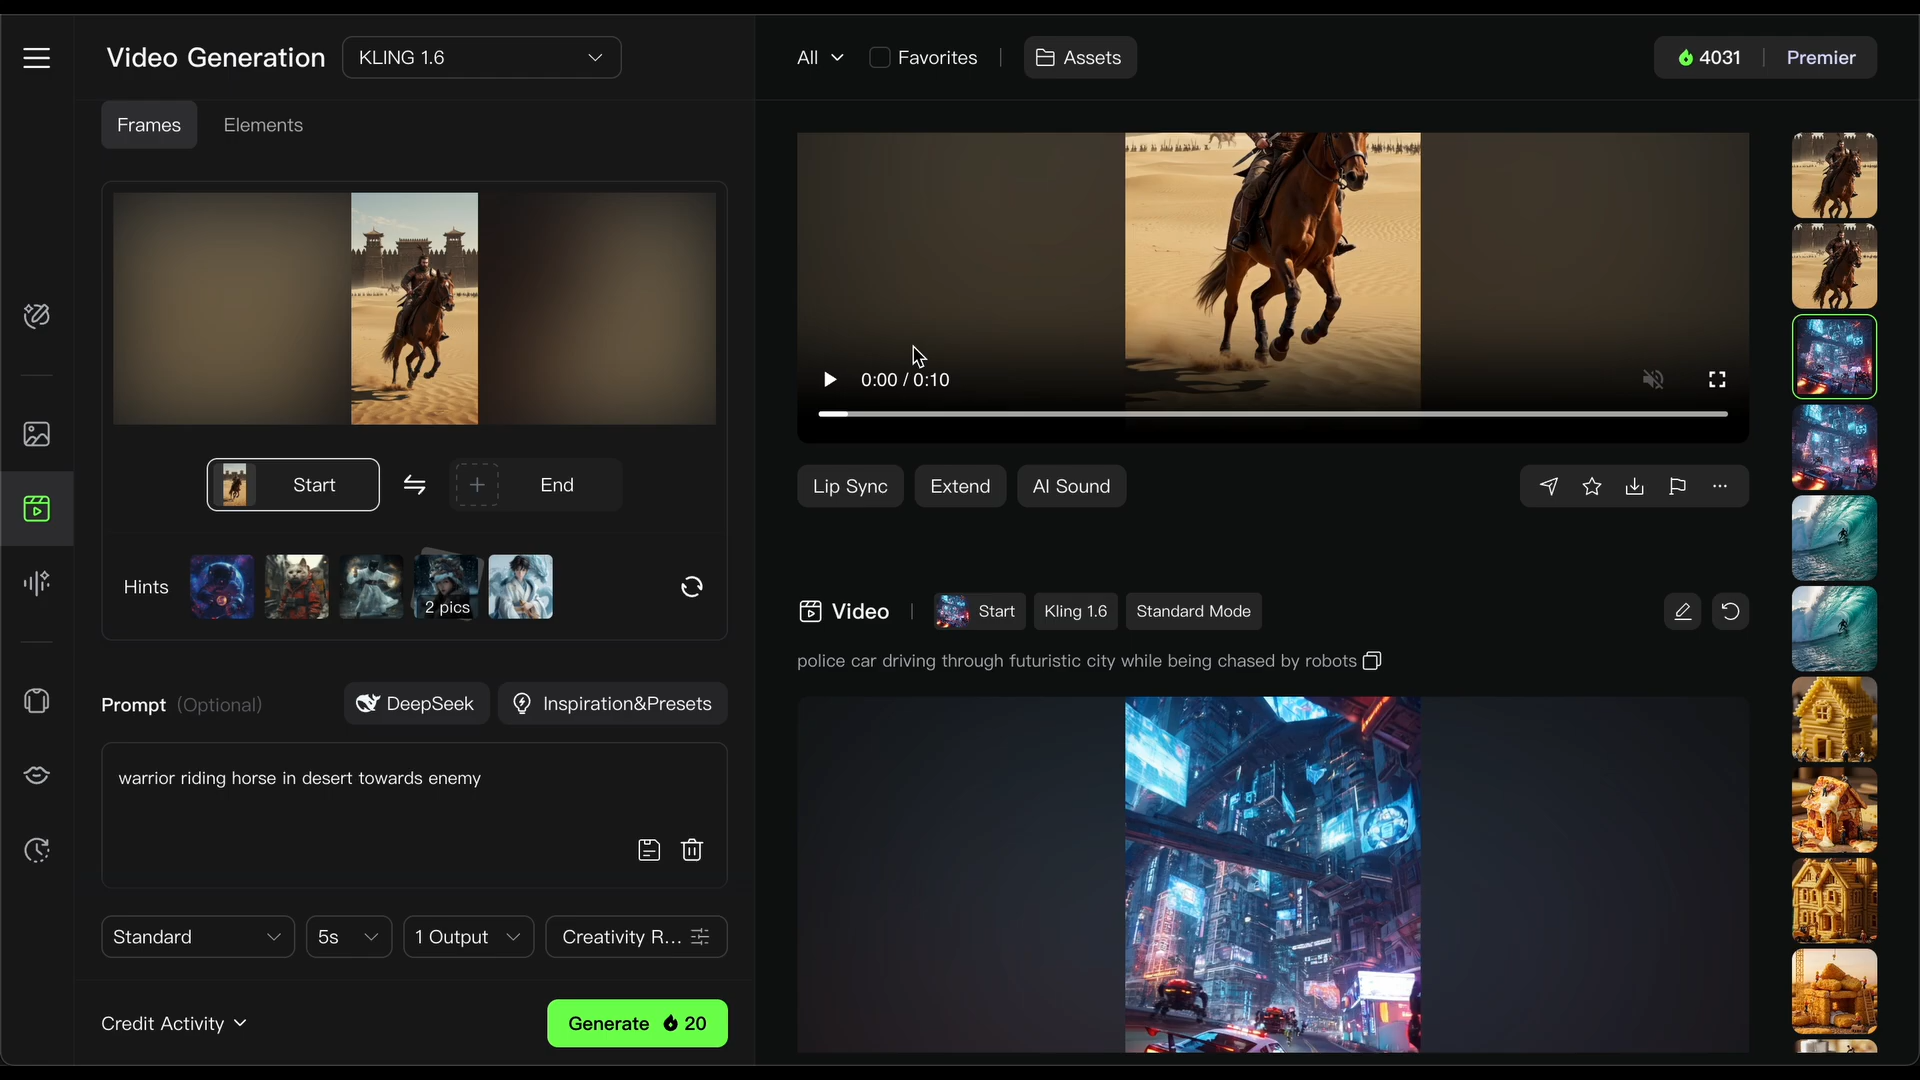 Video Generation
KLING 1.6
All
Favorites
Assets
4031
Premier
Frames
Elements
0:00 / 0:10
Start
End
Lip Sync
Extend
AI Sound
Hints
2 pics
Video
Start
Kling 1.6
Standard Mode
police car driving through futuristic city while being chased by robots
Prompt (Optional)
DeepSeek
Inspiration&Presets
warrior riding horse in desert towards enemy
Standard
5s
1 Output
Creativity R...
Credit Activity
Generate 20